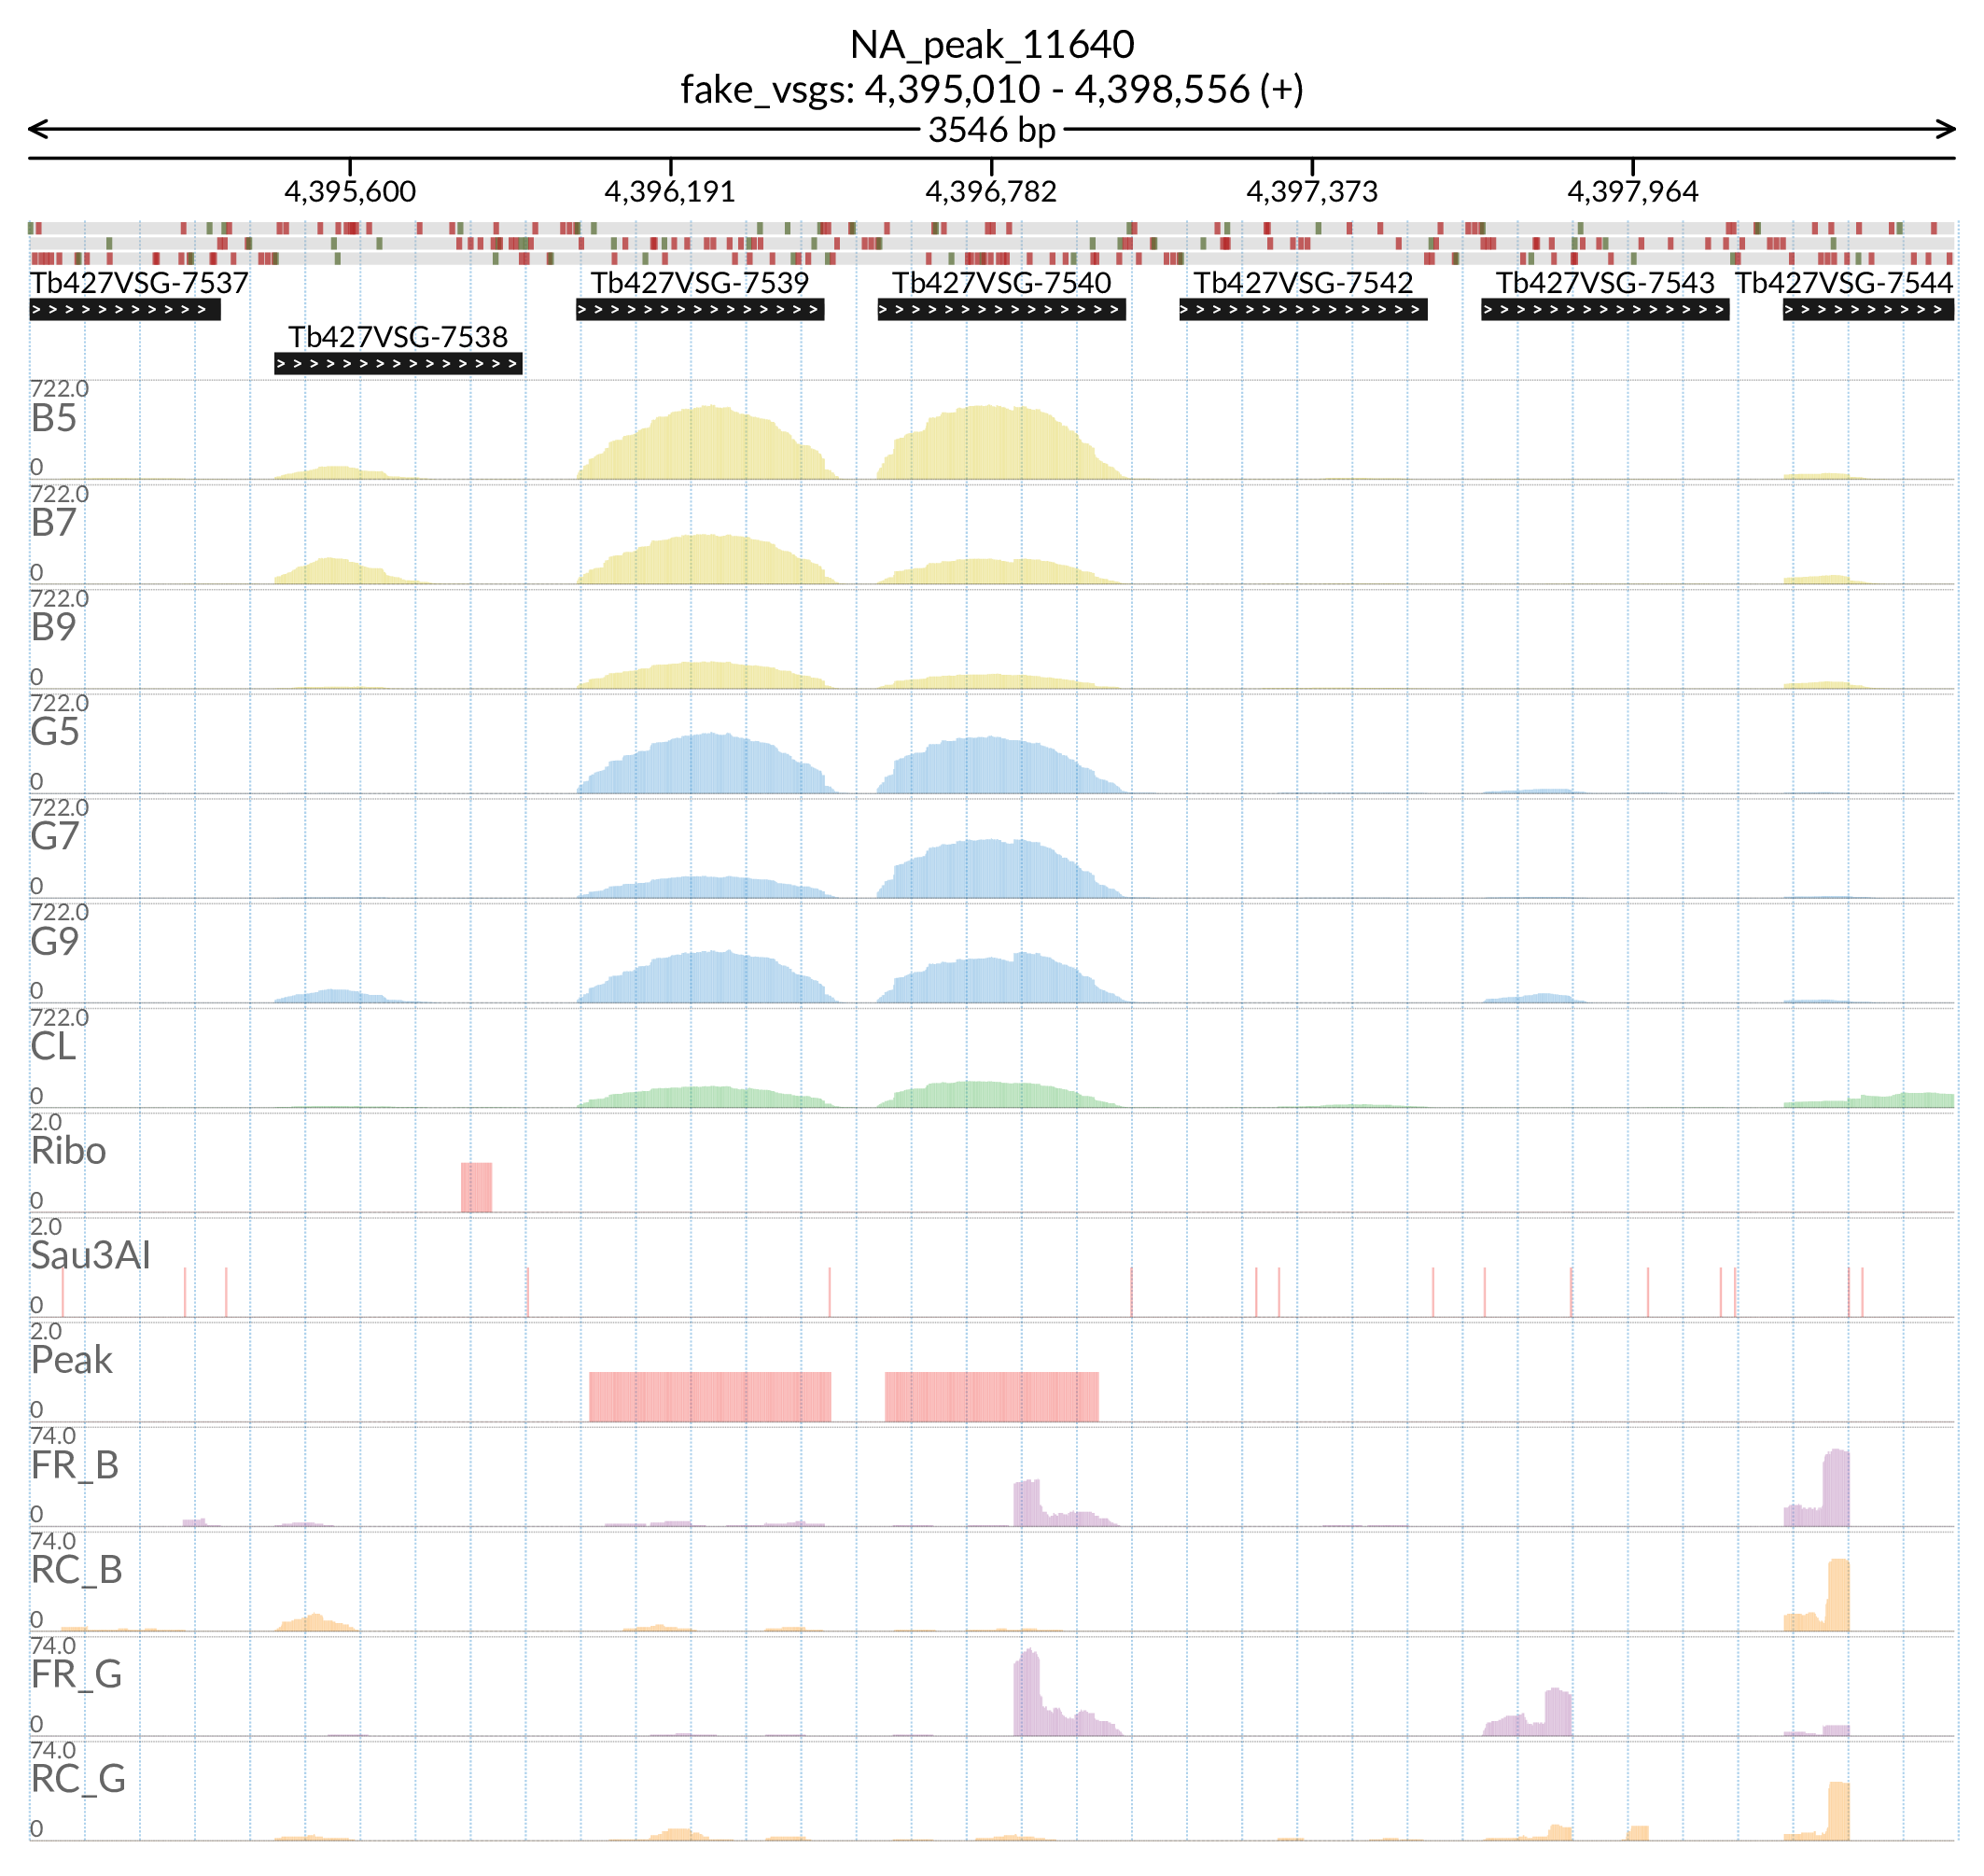 NA_peak_11640
fake_vsgs: 4,395,010 - 4,398,556 (+)
3546 bp
4,395,600 4,396,191 4,396,782 4,397,373 4,397,964
Tb427VSG-7537 Tb427VSG-7539 Tb427VSG-7540 Tb427VSG-7542 Tb427VSG-7543 Tb427VSG-7544
Tb427VSG-7538
722.0
B5
0
722.0
B7
0
722.0
B9
0
722.0
G5
0
722.0
G7
0
722.0
G9
0
722.0
CL
0
2.0
Ribo
0
2.0
Sau3AI
0
2.0
Peak
0
74.0
FR_B
0
74.0
RC_B
0
74.0
FR_G
0
74.0
RC_G
0